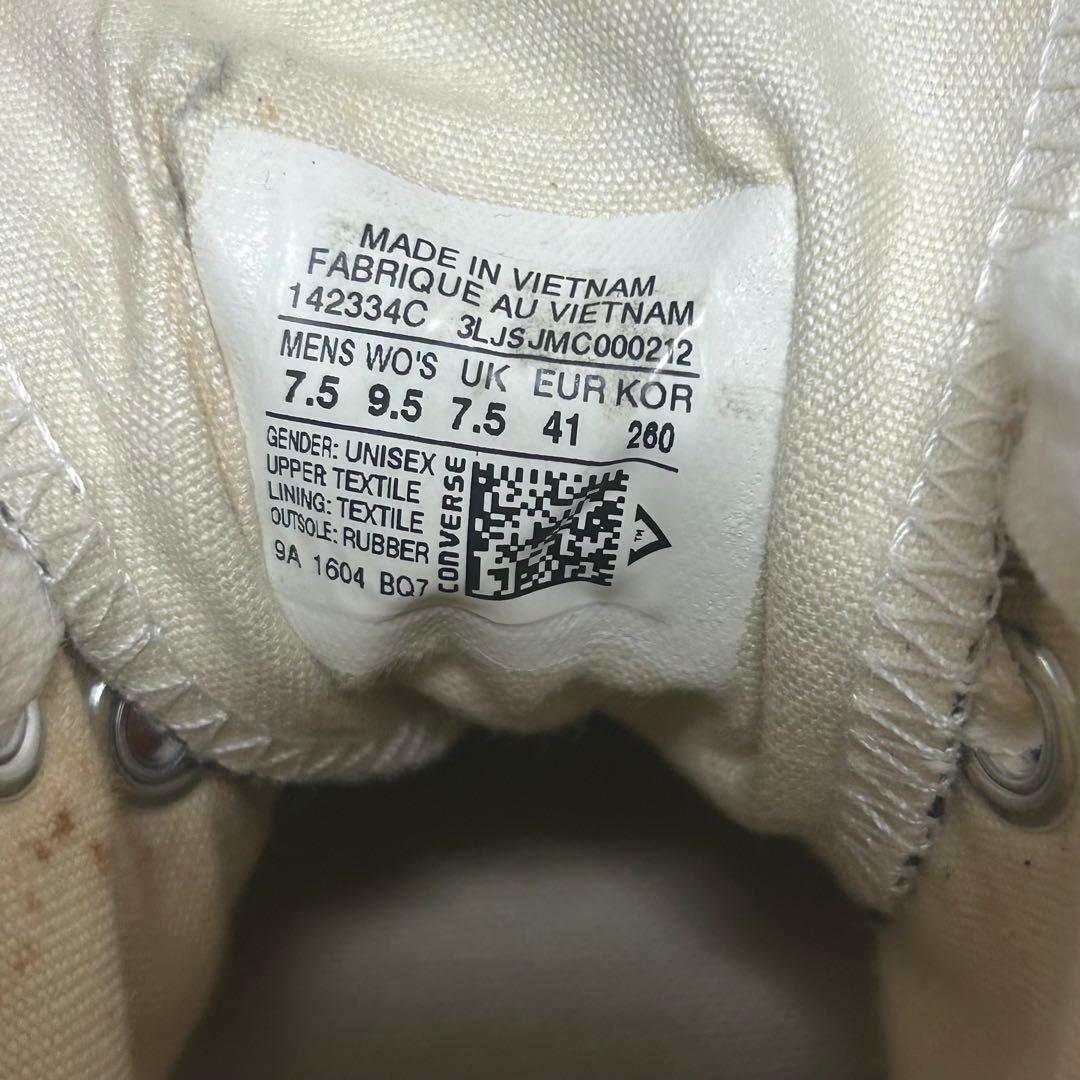 MADE IN VIETNAM
FABRIQUE AU VIETNAM
142334C 3LJSJMC000212
MENS WO'S UK EUR KOR
7.5 9.5 7.5 41 260
GENDER: UNISEX
UPPER: TEXTILE
LINING: TEXTILE
OUTSOLE: RUBBER
9A 1604 BQ7
CONVERSE
TM